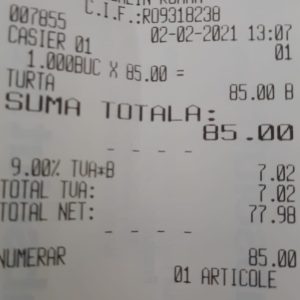 007855 C.I.F.:RO9318238
CASIER 01 02-02-2021 13:07
01
1.000BUC X 85.00 =
TURTA 85.00 B
SUMA TOTALA:
85.00
- - - -
9.00% TVA*B 7.02
TOTAL TVA: 7.02
TOTAL NET: 77.98
- - - -
NUMERAR 85.00
01 ARTICOLE